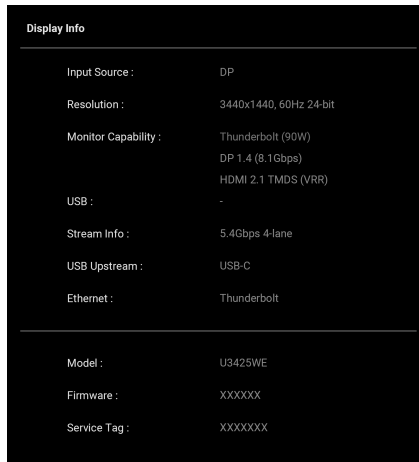 Display Info
Input Source : DP
Resolution : 3440x1440, 60Hz 24-bit
Monitor Capability : Thunderbolt (90W)
DP 1.4 (8.1Gbps)
HDMI 2.1 TMDS (VRR)
USB : -
Stream Info : 5.4Gbps 4-lane
USB Upstream : USB-C
Ethernet : Thunderbolt
Model : U3425WE
Firmware : XXXXXX
Service Tag : XXXXXXX